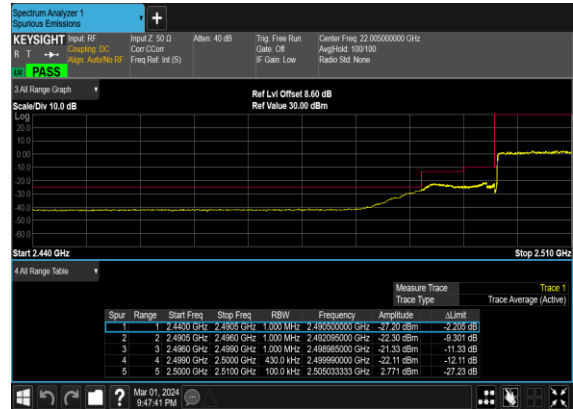 Spectrum Analyzer 1
Spurious Emissions
KEYSIGHT Input: RF Input Z: 50 Ω Atten: 40 dB Trig: Free Run Center Freq: 22.005000000 GHz
R T Coupling: DC Corr CCorr Gate: Off Avg|Hold: 100/100
Align: Auto/No RF Freq Ref: Int (S) IF Gain: Low Radio Std: None
LW PASS
3 All Range Graph
Ref Lvl Offset 8.60 dB
Scale/Div 10.0 dB Ref Value 30.00 dBm
Log
20.0
10.0
0.00
-10.0
-20.0
-30.0
-40.0
-50.0
-60.0
Start 2.440 GHz Stop 2.510 GHz
4 All Range Table
Measure Trace Trace 1
Trace Type Trace Average (Active)
Spur Range Start Freq Stop Freq RBW Frequency Amplitude ΔLimit
1 1 2.4400 GHz 2.4905 GHz 1.000 MHz 2.490500000 GHz -27.20 dBm -2.205 dB
2 2 2.4905 GHz 2.4960 GHz 1.000 MHz 2.492095000 GHz -22.30 dBm -9.301 dB
3 3 2.4960 GHz 2.4990 GHz 1.000 MHz 2.498985000 GHz -21.33 dBm -11.33 dB
4 4 2.4990 GHz 2.5000 GHz 430.0 kHz 2.499990000 GHz -22.11 dBm -12.11 dB
5 5 2.5000 GHz 2.5100 GHz 100.0 kHz 2.505033333 GHz 2.771 dBm -27.23 dB
Mar 01, 2024
9:47:41 PM